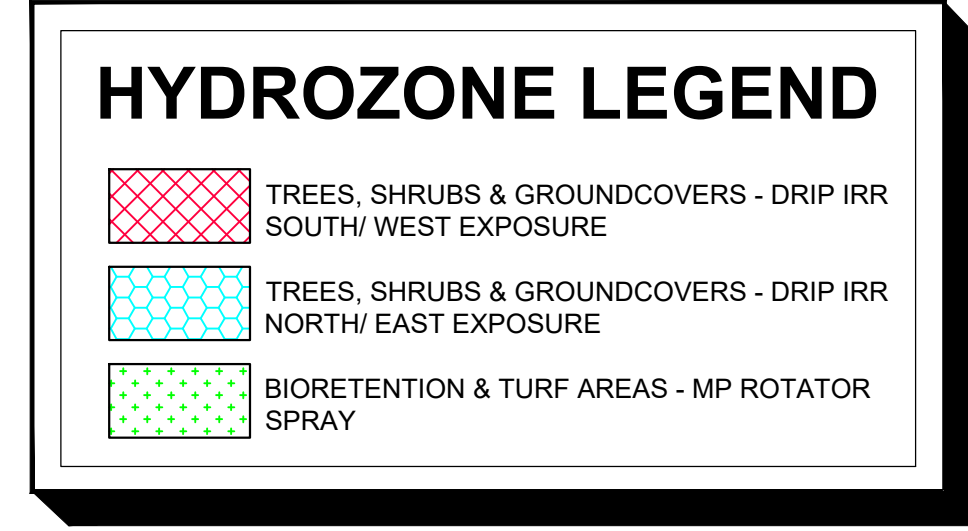 HYDROZONE LEGEND
TREES, SHRUBS & GROUNDCOVERS - DRIP IRR
SOUTH/ WEST EXPOSURE
TREES, SHRUBS & GROUNDCOVERS - DRIP IRR
NORTH/ EAST EXPOSURE
BIORETENTION & TURF AREAS - MP ROTATOR
SPRAY